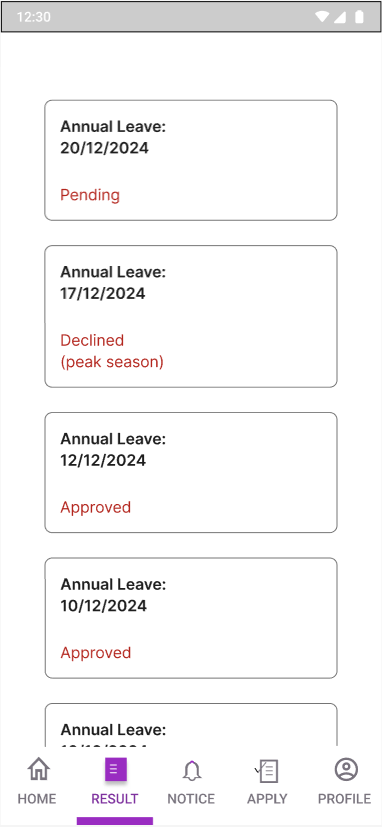 12:30
Annual Leave:
20/12/2024
Pending
Annual Leave:
17/12/2024
Declined
(peak season)
Annual Leave:
12/12/2024
Approved
Annual Leave:
10/12/2024
Approved
Annual Leave:
HOME
RESULT
NOTICE
APPLY
PROFILE